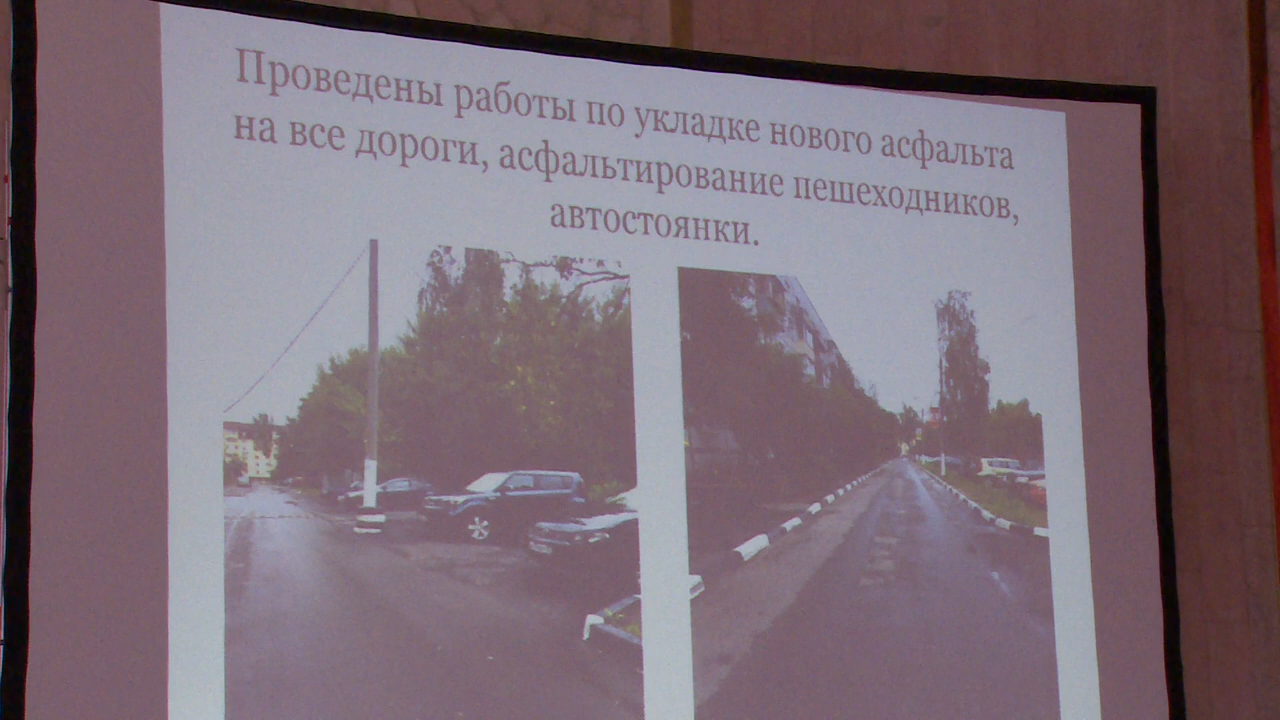 Проведены работы по укладке нового асфальта
на все дороги, асфальтирование пешеходников,
автостоянки.